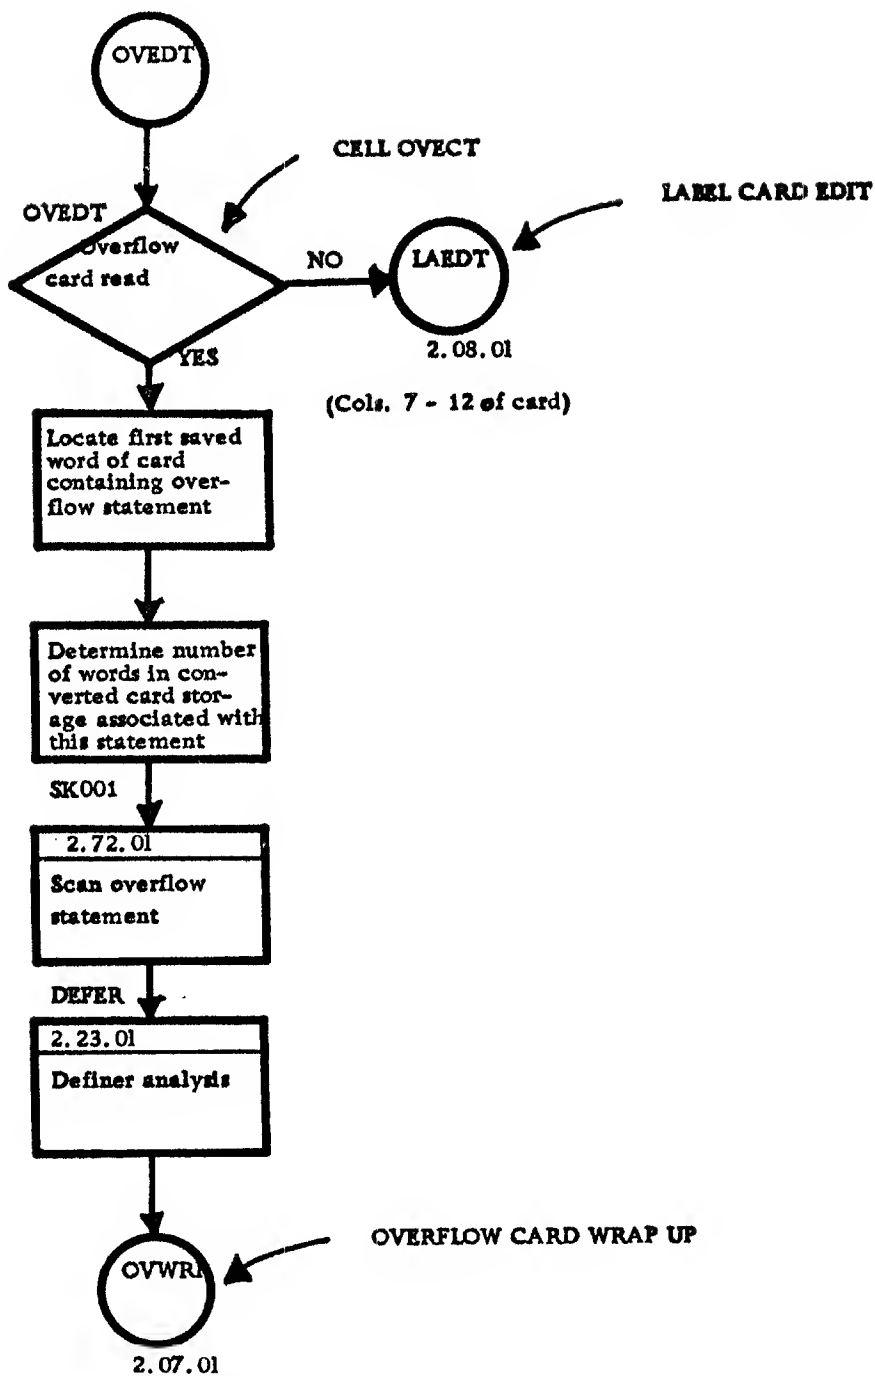 OVEDT
CELL OVECT
LABEL CARD EDIT
OVEDT
Overflow
card read
NO
LAEDT
2.08.01
YES
(Cols. 7 - 12 of card)
Locate first saved
word of card
containing over-
flow statement
Determine number
of words in con-
verted card stor-
age associated with
this statement
SK001
2.72.01
Scan overflow
statement
DEFER
2.23.01
Definer analysis
OVERFLOW CARD WRAP UP
OVWRP
2.07.01